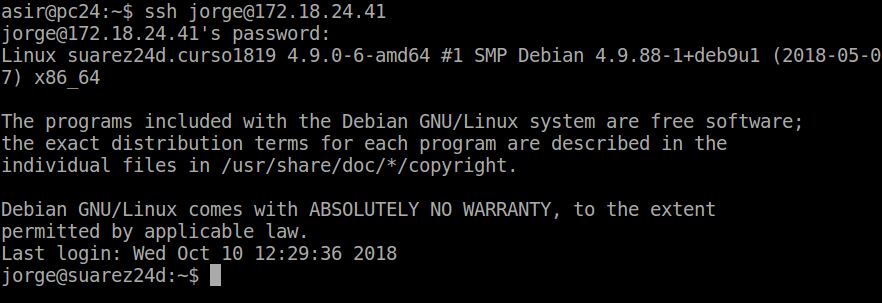 asir@pc24:~$ ssh jorge@172.18.24.41
jorge@172.18.24.41's password:
Linux suarez24d.curso1819 4.9.0-6-amd64 #1 SMP Debian 4.9.88-1+deb9u1 (2018-05-0
7) x86_64

The programs included with the Debian GNU/Linux system are free software;
the exact distribution terms for each program are described in the
individual files in /usr/share/doc/*/copyright.

Debian GNU/Linux comes with ABSOLUTELY NO WARRANTY, to the extent
permitted by applicable law.
Last login: Wed Oct 10 12:29:36 2018
jorge@suarez24d:~$